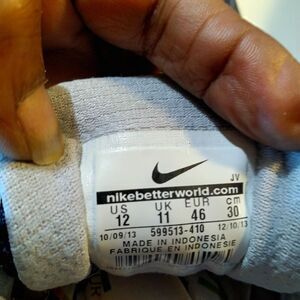 JV
nikebetterworld.com
US UK EUR cm
12 11 46 30
10/09/13 599513-410 12/10/13
MADE IN INDONESIA
FABRIQUÉ EN INDONESIE